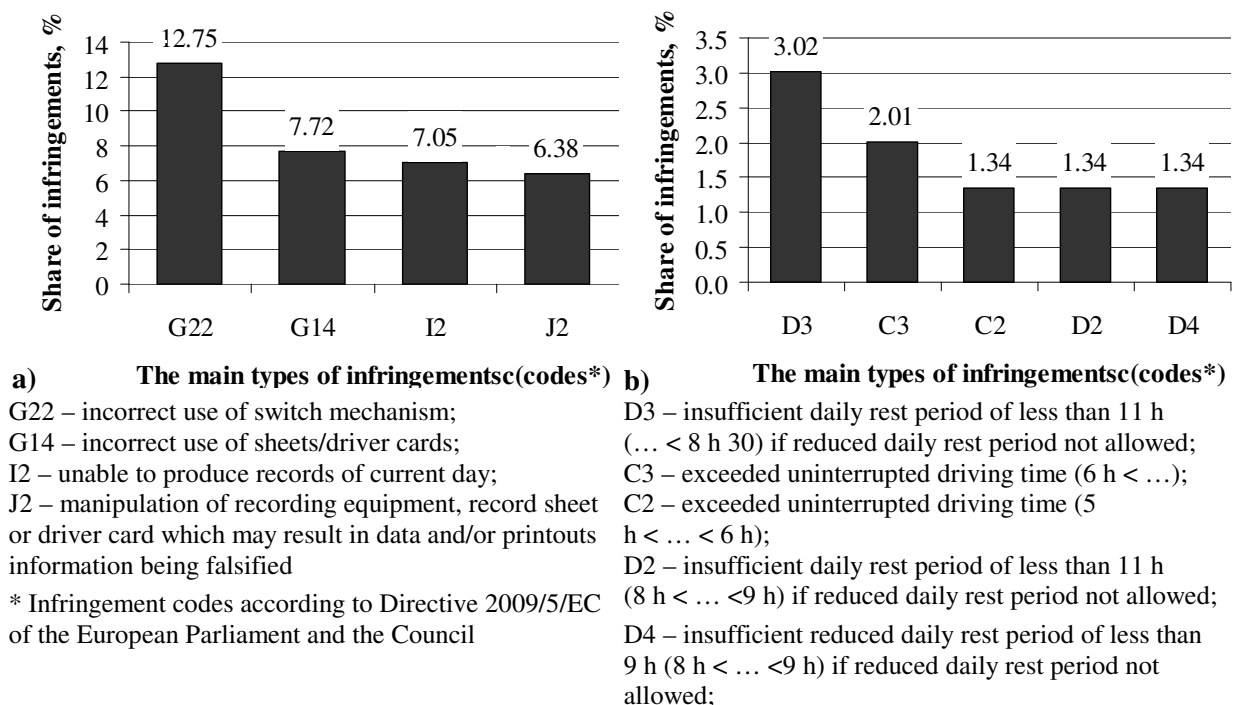 Share of infringements, %
14
12
10
8
6
4
2
0
12.75
7.72
7.05
6.38
G22
G14
I2
J2
a)
The main types of infringementsc(codes*)
G22 – incorrect use of switch mechanism;
G14 – incorrect use of sheets/driver cards;
I2 – unable to produce records of current day;
J2 – manipulation of recording equipment, record sheet
or driver card which may result in data and/or printouts
information being falsified
* Infringement codes according to Directive 2009/5/EC
of the European Parliament and the Council
Share of infringements, %
3.5
3.0
2.5
2.0
1.5
1.0
0.5
0.0
3.02
2.01
1.34
1.34
1.34
D3
C3
C2
D2
D4
b)
The main types of infringementsc(codes*)
D3 – insufficient daily rest period of less than 11 h
(… < 8 h 30) if reduced daily rest period not allowed;
C3 – exceeded uninterrupted driving time (6 h < …);
C2 – exceeded uninterrupted driving time (5
h < … < 6 h);
D2 – insufficient daily rest period of less than 11 h
(8 h < … <9 h) if reduced daily rest period not allowed;
D4 – insufficient reduced daily rest period of less than
9 h (8 h < … <9 h) if reduced daily rest period not
allowed;